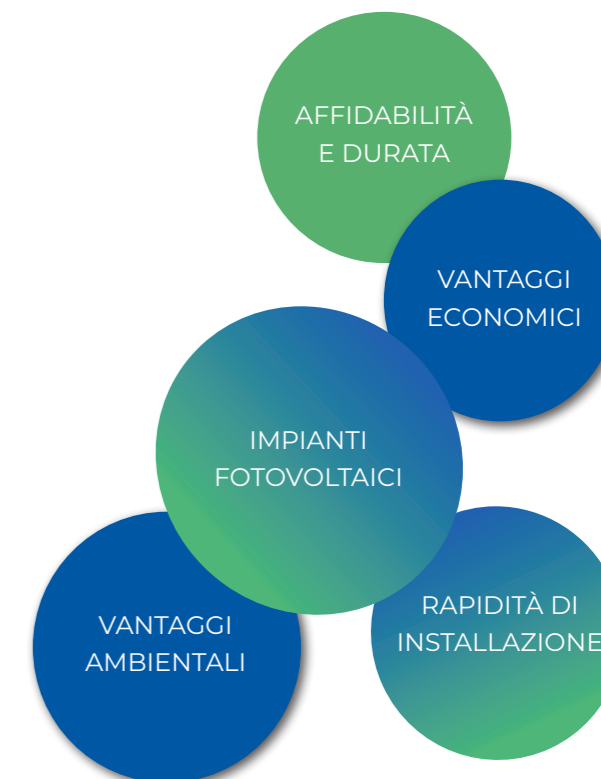 AFFIDABILITÀ
E DURATA
VANTAGGI
ECONOMICI
IMPIANTI
FOTOVOLTAICI
RAPIDITÀ DI
INSTALLAZIONE
VANTAGGI
AMBIENTALI